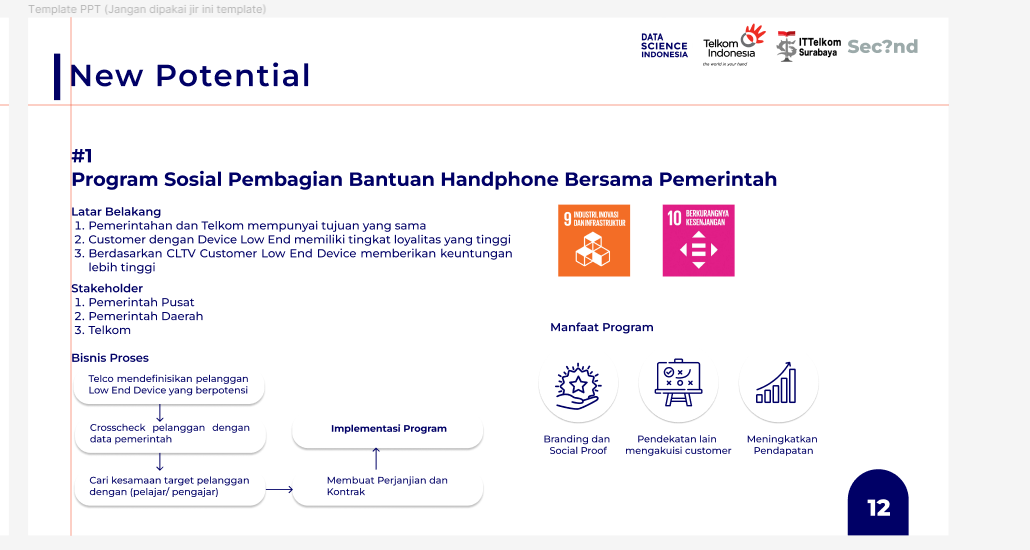 Template PPT (Jangan dipakai jir ini template)
DATA
SCIENCE
INDONESIA
Telkom
Indonesia
the world in your hand
ITTelkom
Surabaya
Sec?nd
New Potential
#1
Program Sosial Pembagian Bantuan Handphone Bersama Pemerintah
Latar Belakang
1. Pemerintahan dan Telkom mempunyai tujuan yang sama
2. Customer dengan Device Low End memiliki tingkat loyalitas yang tinggi
3. Berdasarkan CLTV Customer Low End Device memberikan keuntungan
lebih tinggi
Stakeholder
1. Pemerintah Pusat
2. Pemerintah Daerah
3. Telkom
Bisnis Proses
Telco mendefinisikan pelanggan
Low End Device yang berpotensi
Crosscheck pelanggan dengan
data pemerintah
Cari kesamaan target pelanggan
dengan (pelajar/ pengajar)
Membuat Perjanjian dan
Kontrak
Implementasi Program
9 INDUSTRI, INOVASI
DAN INFRASTRUKTUR
10 BERKURANGNYA
KESENJANGAN
Manfaat Program
Branding dan
Social Proof
Pendekatan lain
mengakuisi customer
Meningkatkan
Pendapatan
12